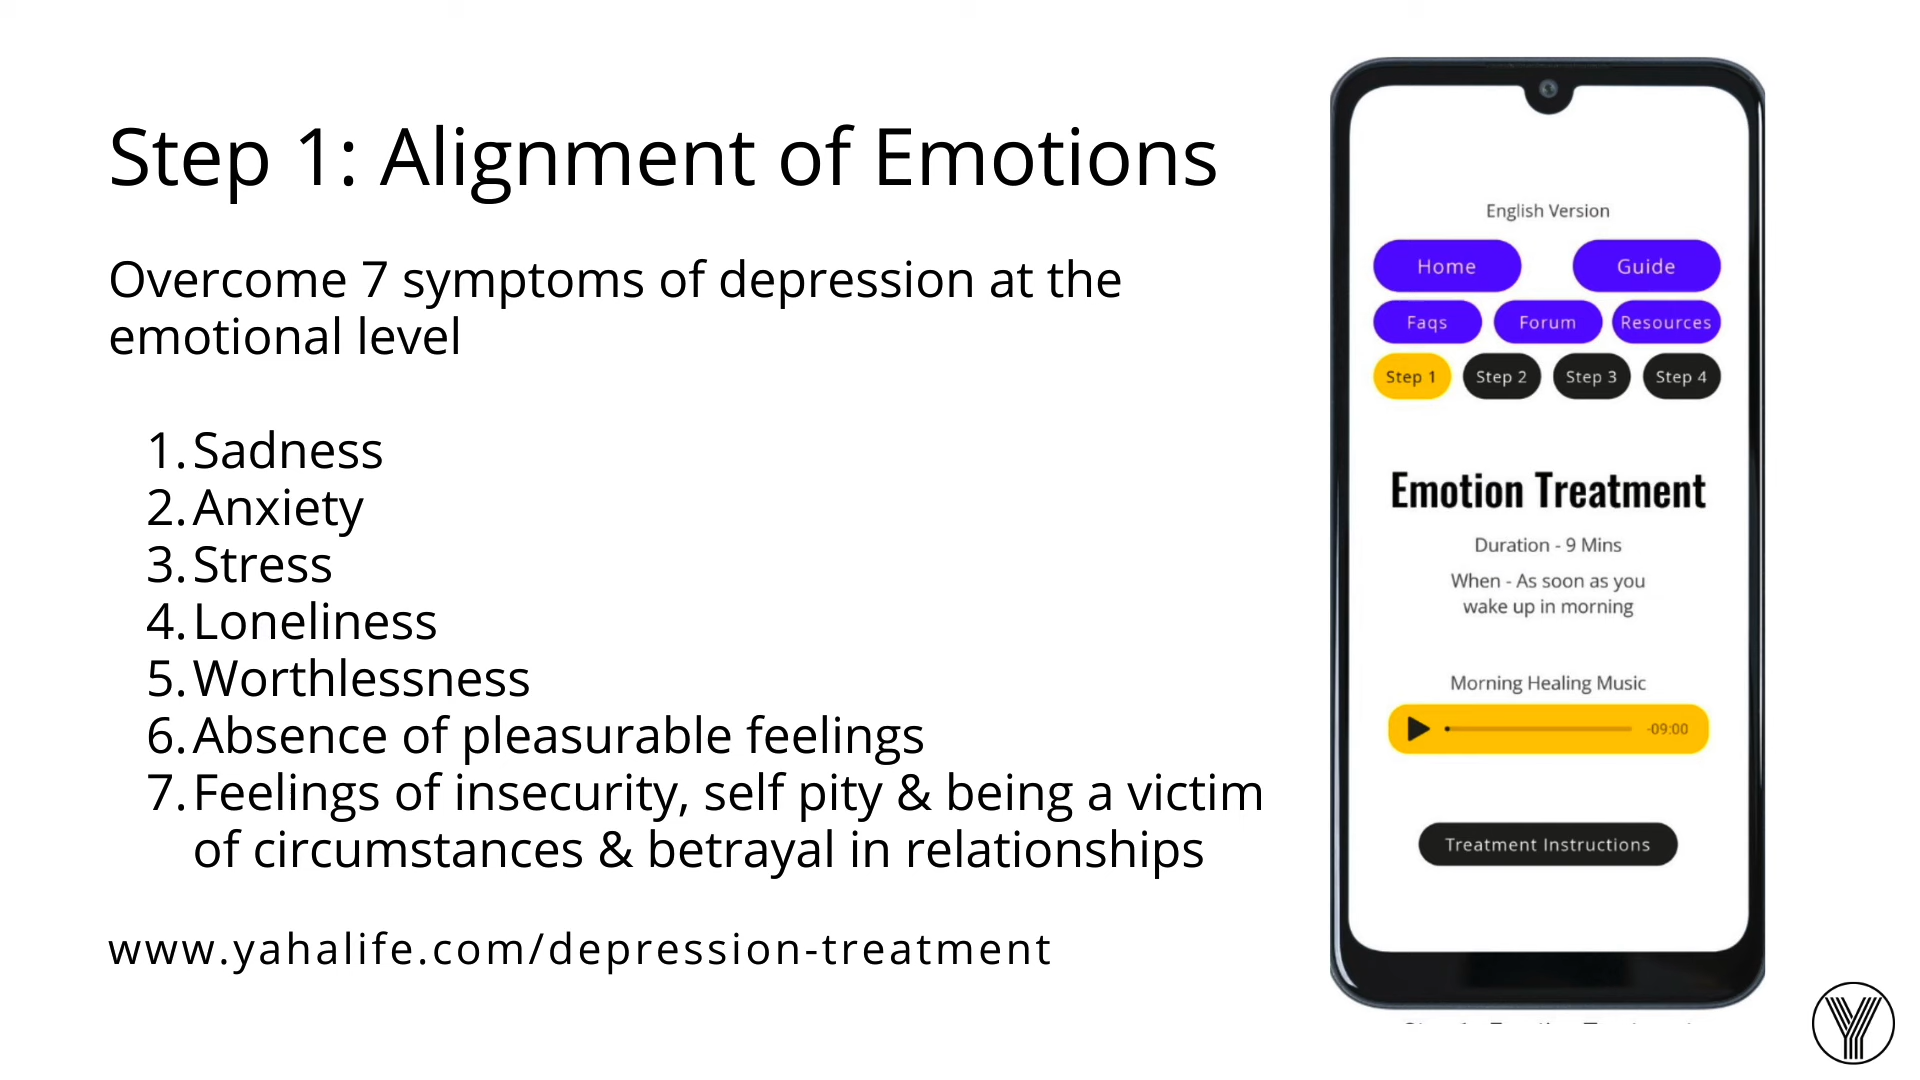 Step 1: Alignment of Emotions
Overcome 7 symptoms of depression at the
emotional level
1. Sadness
2. Anxiety
3. Stress
4. Loneliness
5. Worthlessness
6. Absence of pleasurable feelings
7. Feelings of insecurity, self pity & being a victim
of circumstances & betrayal in relationships
www.yahalife.com/depression-treatment
English Version
Home Guide
Faqs Forum Resources
Step 1 Step 2 Step 3 Step 4
Emotion Treatment
Duration - 9 Mins
When - As soon as you
wake up in morning
Morning Healing Music
-09:00
Treatment Instructions